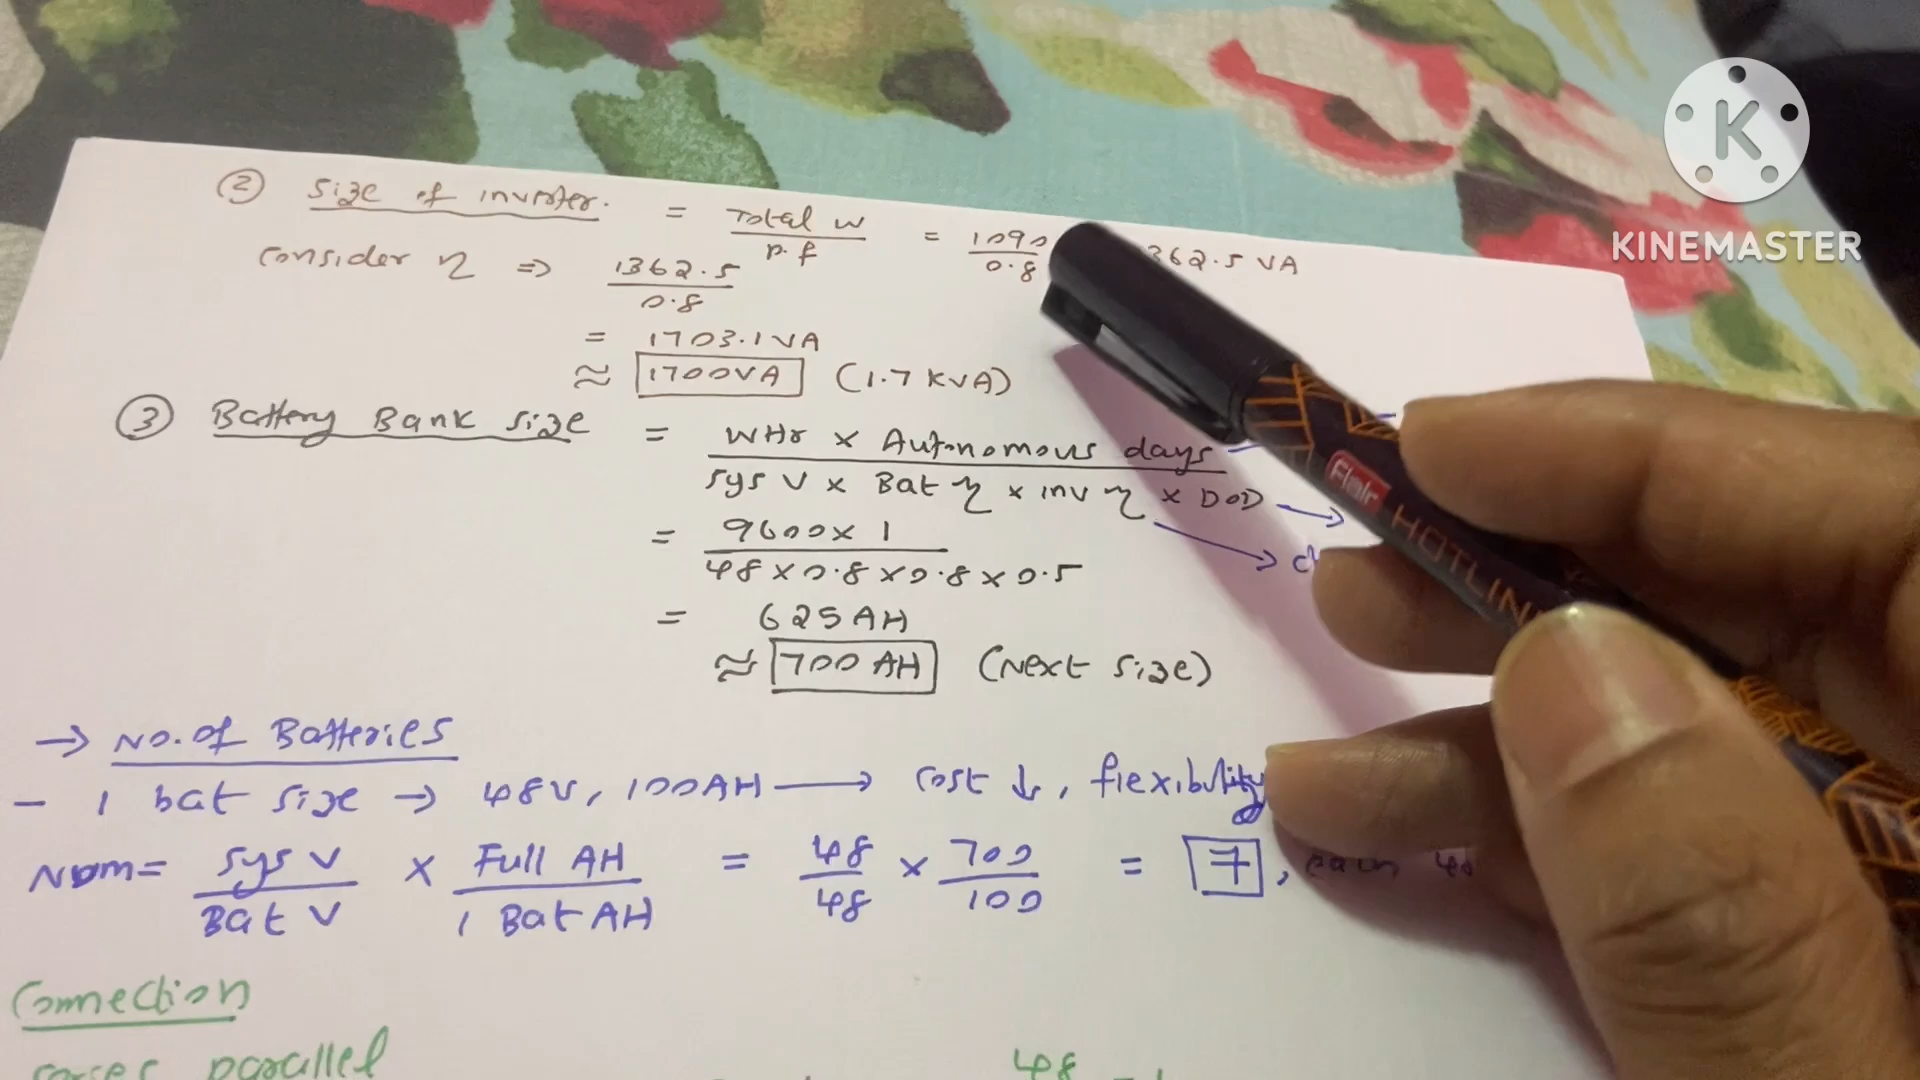 K
KINEMASTER
② Size of inverter. = Total W / p.f = 1090 / 0.8 362.5 VA
Consider η ⇒ 1362.5 / 0.8
= 1703.1 VA
≈ 1700VA (1.7 KVA)
③ Battery Bank size = WHr × Autonomous days / Sys V × Bat η × inv η × DOD →
= 9600 × 1 / 48 × 0.8 × 0.8 × 0.5
= 625 AH
≈ 700 AH (Next size)
→ No. of Batteries
- 1 bat size → 48V, 100AH → Cost ↓, flexibility
Nom = Sys V / Bat V × Full AH / 1 Bat AH = 48 / 48 × 700 / 100 = 7,
Connection
parallel
48
Flair HOTLIN